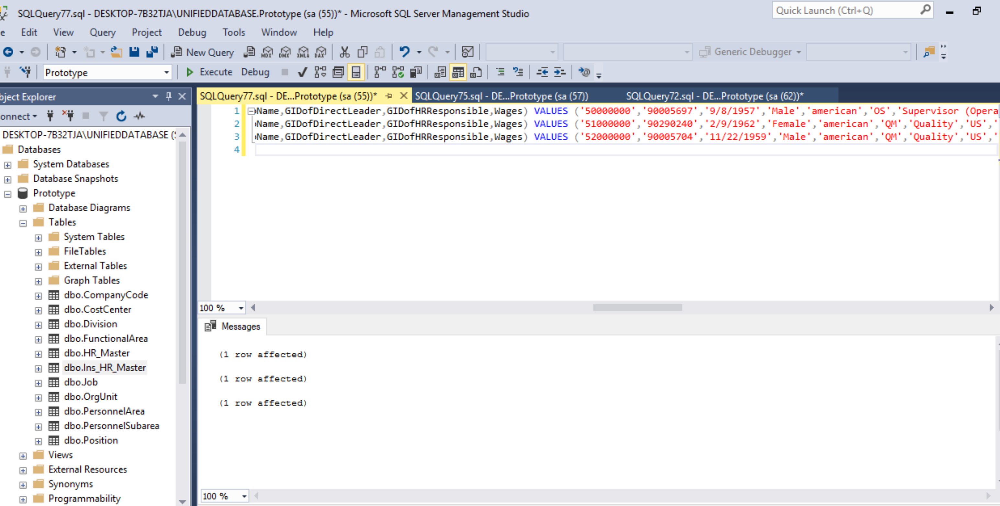 SQLQuery77.sql - DESKTOP-7B32TJA\UNIFIEDDATABASE.Prototype (sa (55))* - Microsoft SQL Server Management Studio
Quick Launch (Ctrl+Q)
e Edit View Query Project Debug Tools Window Help
New Query MDX DMX XMLA DAX Generic Debugger
Prototype Execute Debug
bject Explorer
onnect
DESKTOP-7B32TJA\UNIFIEDDATABASE (
Databases
System Databases
Database Snapshots
Prototype
Database Diagrams
Tables
System Tables
FileTables
External Tables
Graph Tables
dbo.CompanyCode
dbo.CostCenter
dbo.Division
dbo.FunctionalArea
dbo.HR_Master
dbo.Ins_HR_Master
dbo.Job
dbo.OrgUnit
dbo.PersonnelArea
dbo.PersonnelSubarea
dbo.Position
Views
External Resources
Synonyms
Programmability
SQLQuery77.sql - DE...Prototype (sa (55))* SQLQuery75.sql - DE...Prototype (sa (57)) SQLQuery72.sql - DE...Prototype (sa (62))*
1 Name,GIDofDirectLeader,GIDofHRResponsible,Wages) VALUES ('50000000','90005697','9/8/1957','Male','american','OS','Supervisor (Opera
2 Name,GIDofDirectLeader,GIDofHRResponsible,Wages) VALUES ('51000000','90290240','2/9/1962','Female','american','QM','Quality','US','
3 Name,GIDofDirectLeader,GIDofHRResponsible,Wages) VALUES ('52000000','90005704','11/22/1959','Male','american','QM','Quality','US','
4
100 %
Messages
(1 row affected)
(1 row affected)
(1 row affected)
100 %